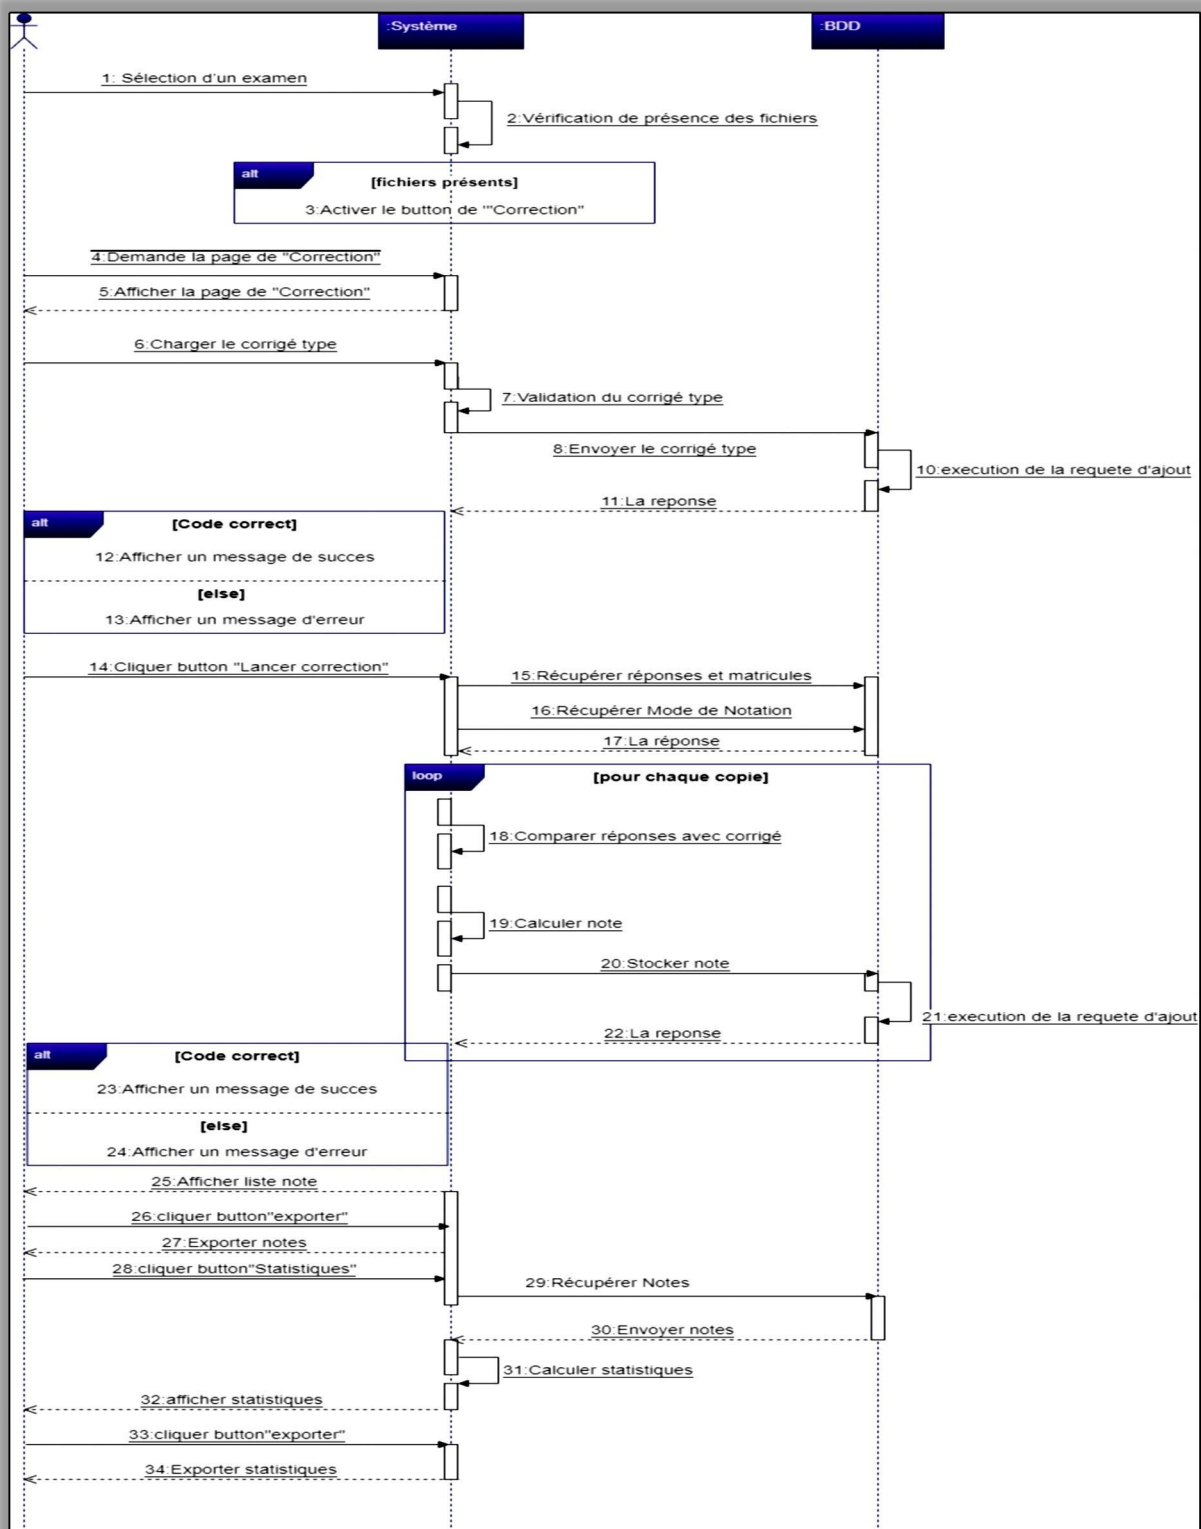 :Système
:BDD
1: Sélection d'un examen
2:Vérification de présence des fichiers
alt
[fichiers présents]
3:Activer le button de '"Correction"
4:Demande la page de "Correction"
5:Afficher la page de "Correction"
6:Charger le corrigé type
7:Validation du corrigé type
8:Envoyer le corrigé type
10:execution de la requete d'ajout
11:La reponse
alt
[Code correct]
12:Afficher un message de succes
[else]
13:Afficher un message d'erreur
14:Cliquer button "Lancer correction"
15:Récupérer réponses et matricules
16:Récupérer Mode de Notation
17:La réponse
loop
[pour chaque copie]
18:Comparer réponses avec corrigé
19:Calculer note
20:Stocker note
21:execution de la requete d'ajout
22:La reponse
alt
[Code correct]
23:Afficher un message de succes
[else]
24:Afficher un message d'erreur
25:Afficher liste note
26:cliquer button"exporter"
27:Exporter notes
28:cliquer button"Statistiques"
29:Récupérer Notes
30:Envoyer notes
31:Calculer statistiques
32:afficher statistiques
33:cliquer button"exporter"
34:Exporter statistiques